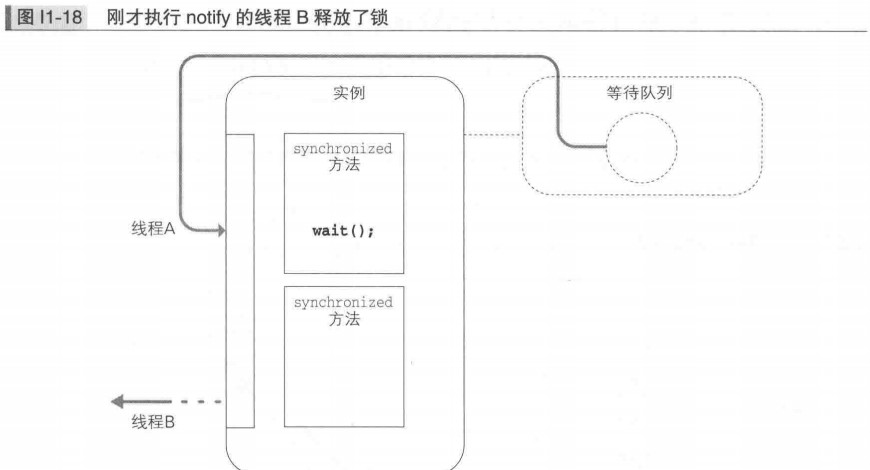 图 I1-18 刚才执行 notify 的线程 B 释放了锁
实例
等待队列
synchronized
方法
线程A
wait();
synchronized
方法
线程B